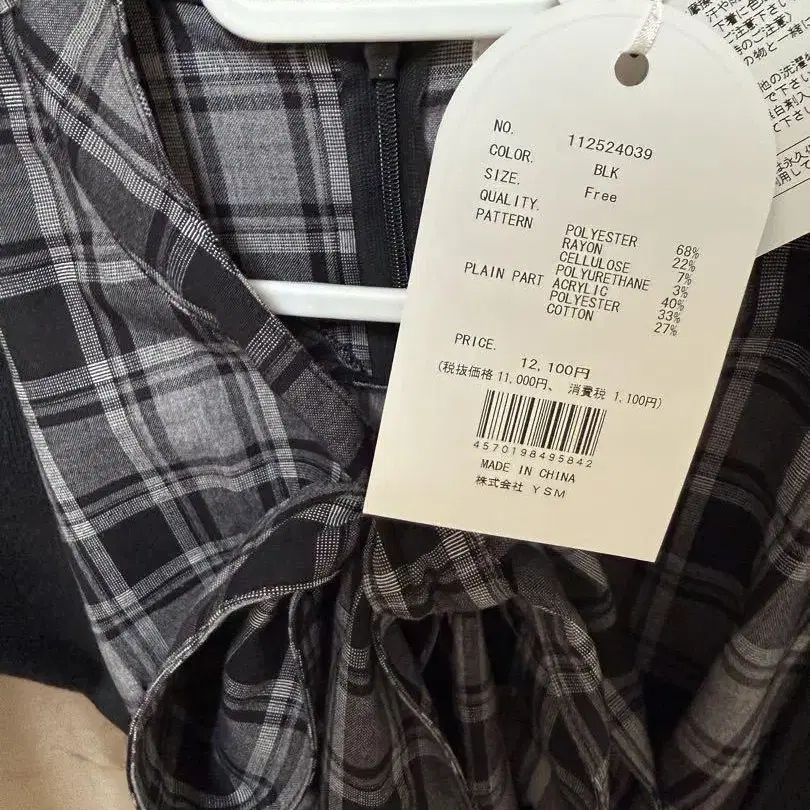 NO. 112524039
COLOR. BLK
SIZE. Free
QUALITY.
PATTERN POLYESTER 68%
RAYON 22%
CELLULOSE 7%
POLYURETHANE 3%
PLAIN PART ACRYLIC 40%
POLYESTER 33%
COTTON 27%
PRICE. 12,100円
(税抜価格 11,000円、 消費税 1,100円)
4570198495842
MADE IN CHINA
株式会社 YSM